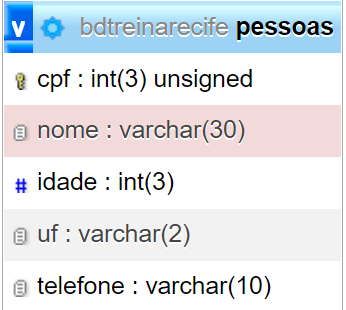 v bdtreinarecife pessoas
cpf : int(3) unsigned
nome : varchar(30)
# idade : int(3)
uf : varchar(2)
telefone : varchar(10)